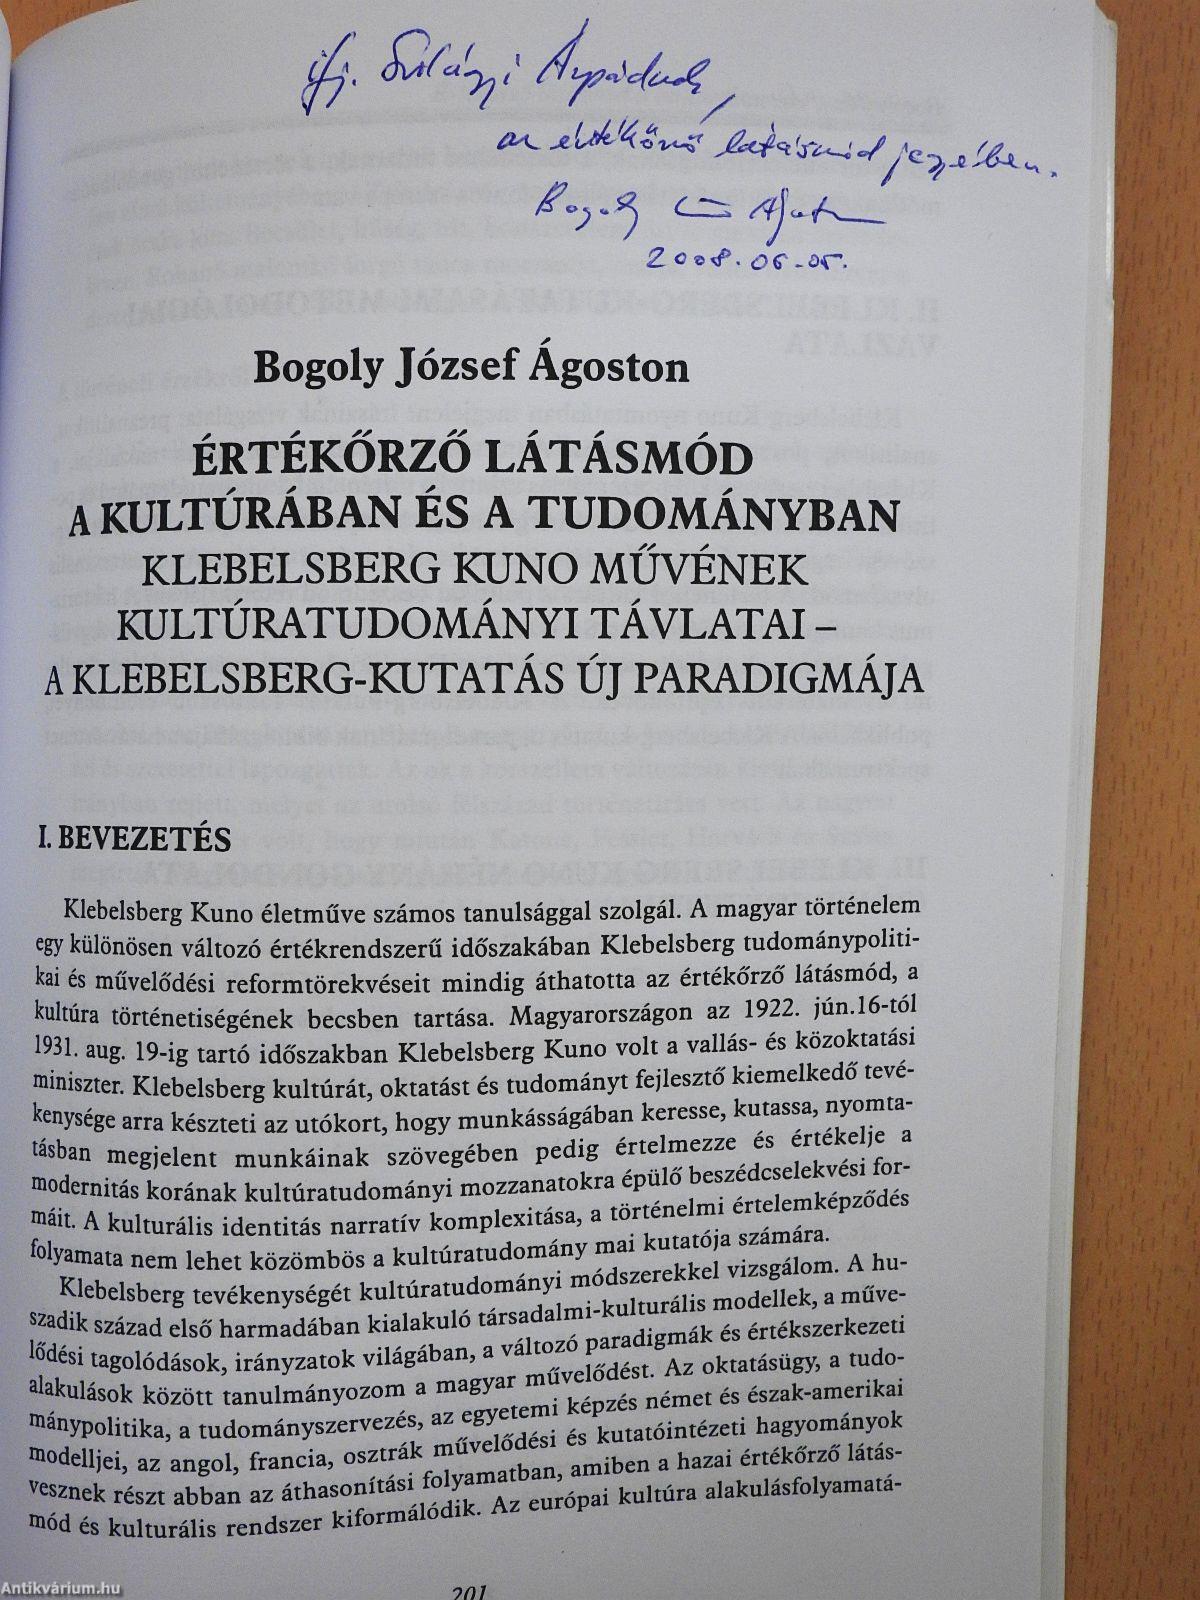 ifj. Szilágyi Árpádnak,
az értékőrző látásmód jegyében.
Bogoly
2008.06.05.
Bogoly József Ágoston
ÉRTÉKŐRZŐ LÁTÁSMÓD
A KULTÚRÁBAN ÉS A TUDOMÁNYBAN
KLEBELSBERG KUNO MŰVÉNEK
KULTÚRATUDOMÁNYI TÁVLATAI –
A KLEBELSBERG-KUTATÁS ÚJ PARADIGMÁJA
I. BEVEZETÉS
Klebelsberg Kuno életműve számos tanulsággal szolgál. A magyar történelem
egy különösen változó értékrendszerű időszakában Klebelsberg tudománypoliti-
kai és művelődési reformtörekvéseit mindig áthatotta az értékőrző látásmód, a
kultúra történetiségének becsben tartása. Magyarországon az 1922. jún.16-tól
1931. aug. 19-ig tartó időszakban Klebelsberg Kuno volt a vallás- és közoktatási
miniszter. Klebelsberg kultúrát, oktatást és tudományt fejlesztő kiemelkedő tevé-
kenysége arra készteti az utókort, hogy munkásságában keresse, kutassa, nyomta-
tásban megjelent munkáinak szövegében pedig értelmezze és értékelje a
modernitás korának kultúratudományi mozzanatokra épülő beszédcselekvési for-
máit. A kulturális identitás narratív komplexitása, a történelmi értelemképződés
folyamata nem lehet közömbös a kultúratudomány mai kutatója számára.
Klebelsberg tevékenységét kultúratudományi módszerekkel vizsgálom. A hu-
szadik század első harmadában kialakuló társadalmi-kulturális modellek, a műve-
lődési tagolódások, irányzatok világában, a változó paradigmák és értékszerkezeti
alakulások között tanulmányozom a magyar művelődést. Az oktatásügy, a tudo-
mánypolitika, a tudományszervezés, az egyetemi képzés német és észak-amerikai
modelljei, az angol, francia, osztrák művelődési és kutatóintézeti hagyományok
vesznek részt abban az áthasonítási folyamatban, amiben a hazai értékőrző látás-
mód és kulturális rendszer kiformálódik. Az európai kultúra alakulásfolyamatá-
201
Antikvárium.hu